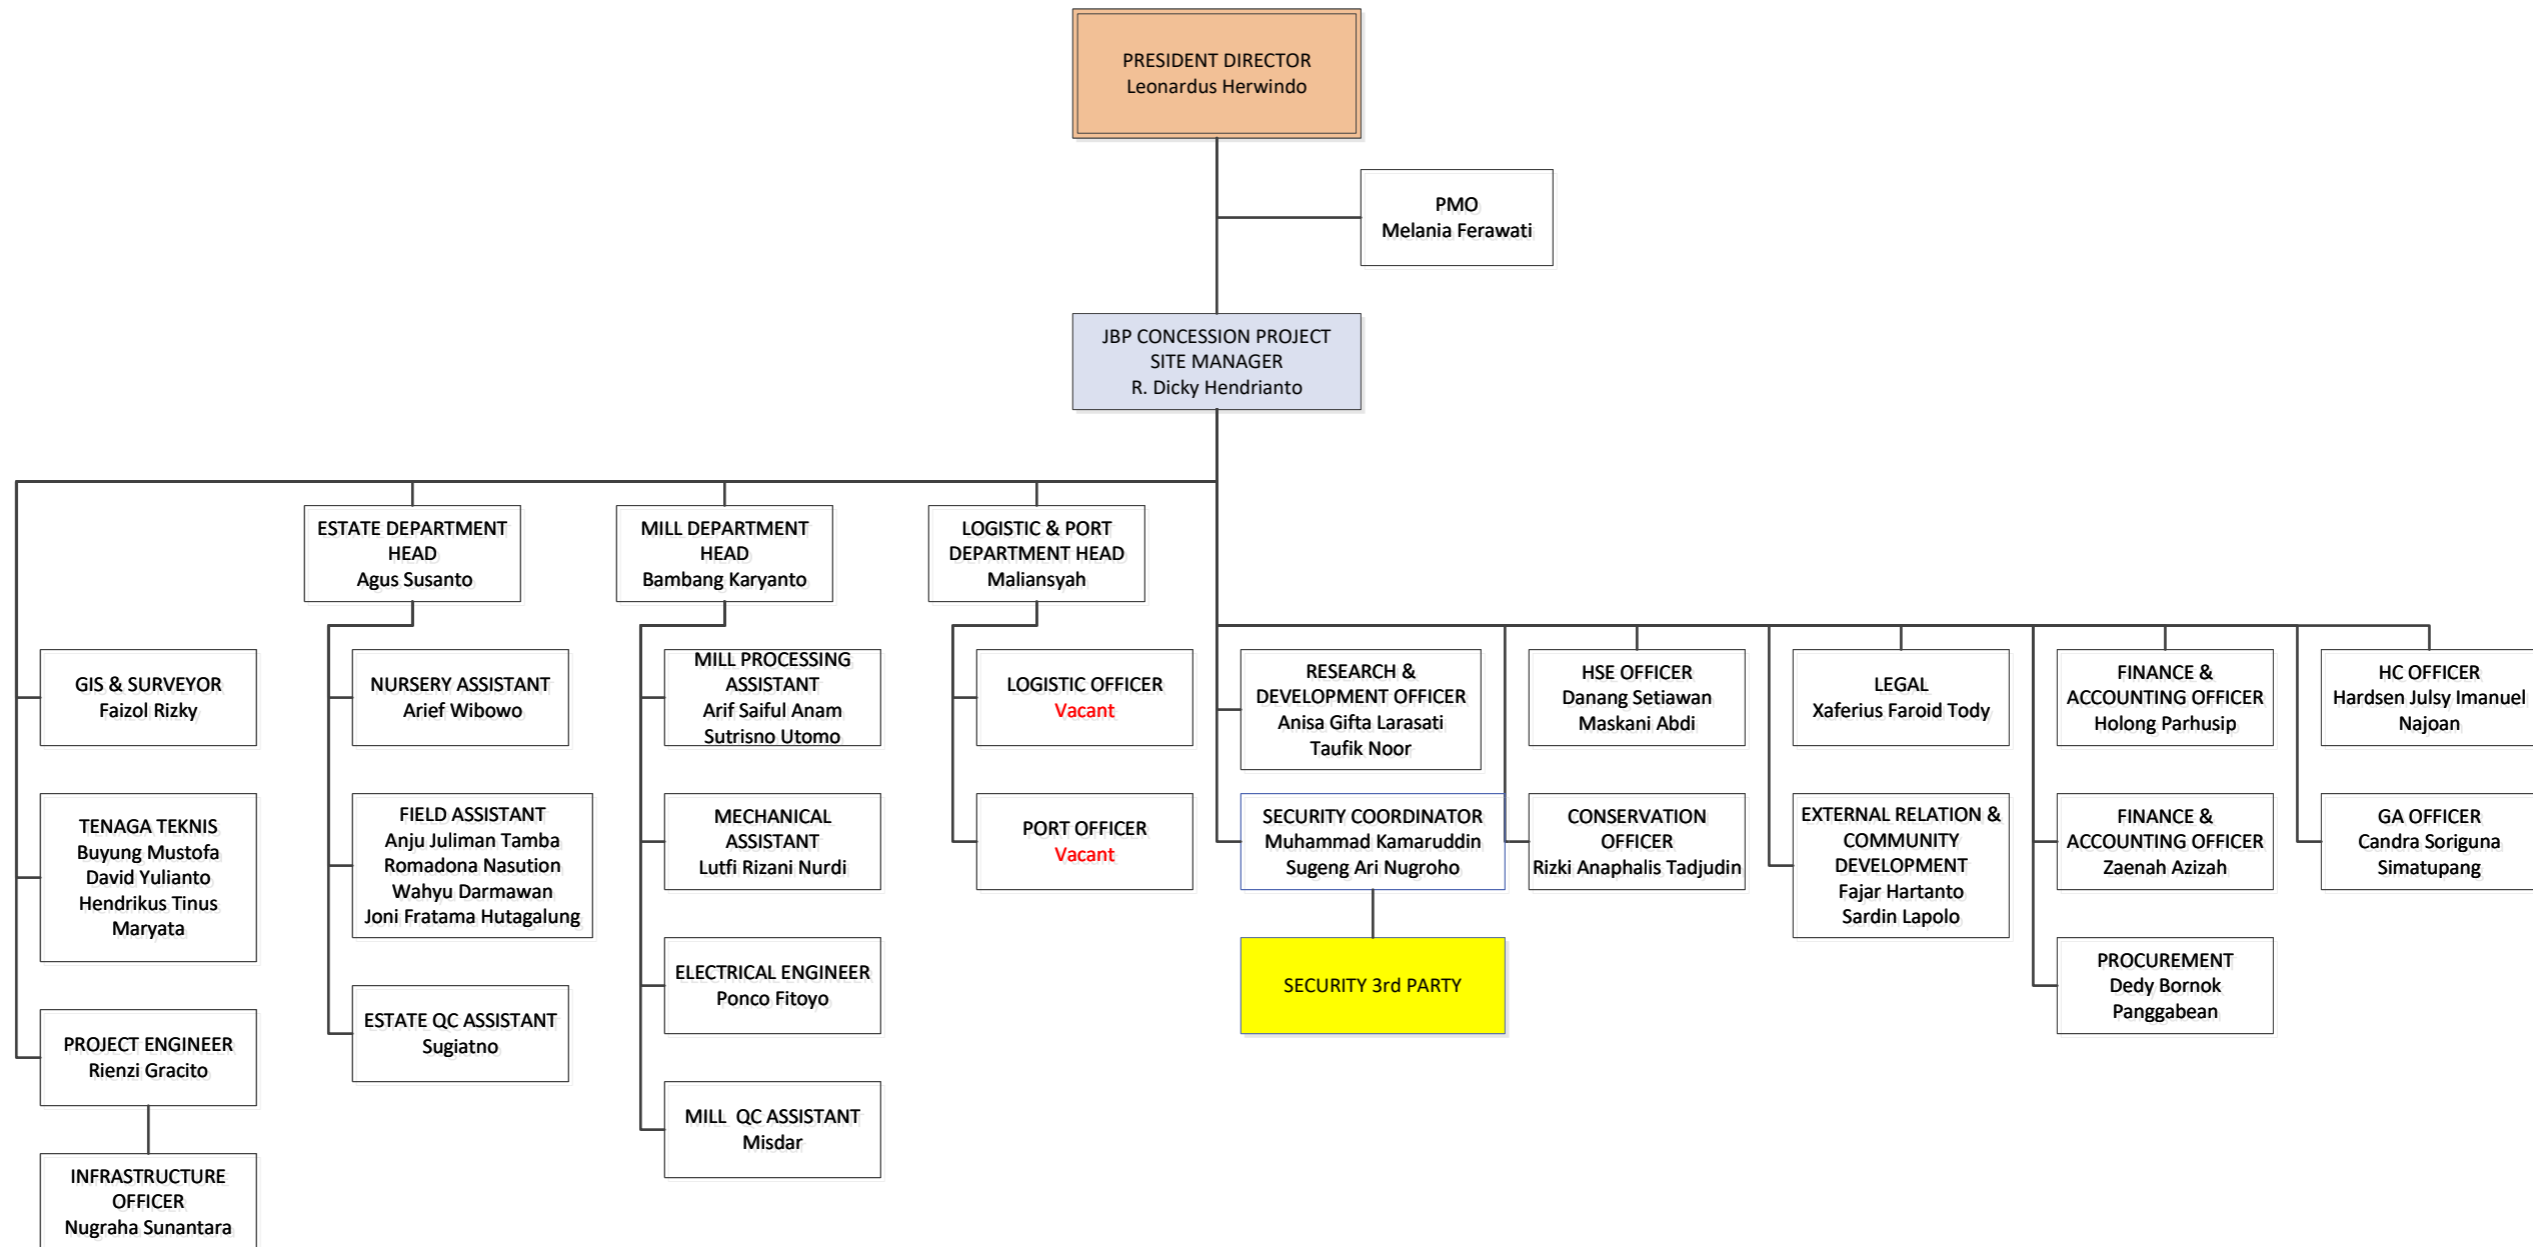 PRESIDENT DIRECTOR
Leonardus Herwindo
PMO
Melania Ferawati
JBP CONCESSION PROJECT
SITE MANAGER
R. Dicky Hendrianto
ESTATE DEPARTMENT
HEAD
Agus Susanto
MILL DEPARTMENT
HEAD
Bambang Karyanto
LOGISTIC & PORT
DEPARTMENT HEAD
Maliansyah
GIS & SURVEYOR
Faizol Rizky
TENAGA TEKNIS
Buyung Mustofa
David Yulianto
Hendrikus Tinus
Maryata
PROJECT ENGINEER
Rienzi Gracito
INFRASTRUCTURE
OFFICER
Nugraha Sunantara
NURSERY ASSISTANT
Arief Wibowo
FIELD ASSISTANT
Anju Juliman Tamba
Romadona Nasution
Wahyu Darmawan
Joni Fratama Hutagalung
ESTATE QC ASSISTANT
Sugiatno
MILL PROCESSING
ASSISTANT
Arif Saiful Anam
Sutrisno Utomo
MECHANICAL
ASSISTANT
Lutfi Rizani Nurdi
ELECTRICAL ENGINEER
Ponco Fitoyo
MILL  QC ASSISTANT
Misdar
LOGISTIC OFFICER
Vacant
PORT OFFICER
Vacant
RESEARCH &
DEVELOPMENT OFFICER
Anisa Gifta Larasati
Taufik Noor
SECURITY COORDINATOR
Muhammad Kamaruddin
Sugeng Ari Nugroho
SECURITY 3rd PARTY
HSE OFFICER
Danang Setiawan
Maskani Abdi
CONSERVATION
OFFICER
Rizki Anaphalis Tadjudin
LEGAL
Xaferius Faroid Tody
EXTERNAL RELATION &
COMMUNITY
DEVELOPMENT
Fajar Hartanto
Sardin Lapolo
FINANCE &
ACCOUNTING OFFICER
Holong Parhusip
FINANCE &
ACCOUNTING OFFICER
Zaenah Azizah
PROCUREMENT
Dedy Bornok
Panggabean
HC OFFICER
Hardsen Julsy Imanuel
Najoan
GA OFFICER
Candra Soriguna
Simatupang